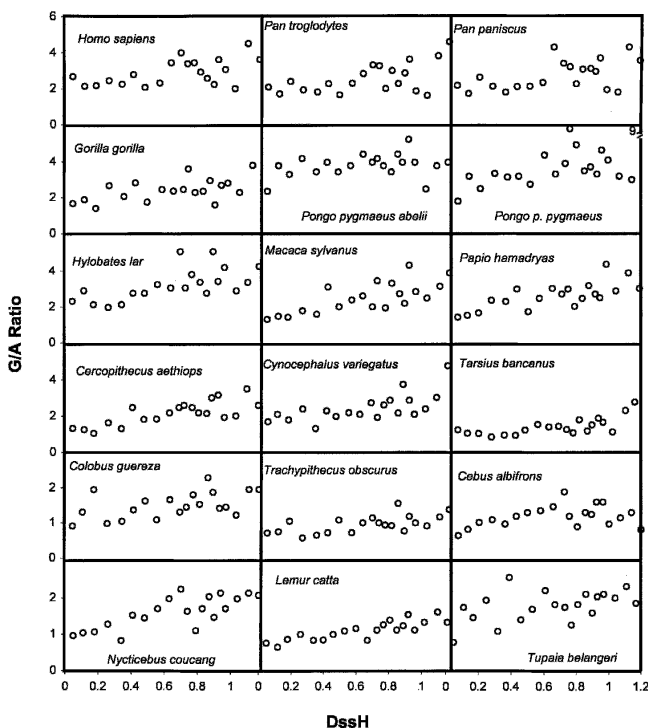 Homo sapiens
Pan troglodytes
Pan paniscus
6
4
2
0
Gorilla gorilla
Pongo pygmaeus abelii
Pongo p. pygmaeus
9
4
2
0
Hylobates lar
Macaca sylvanus
Papio hamadryas
4
2
0
Cercopithecus aethiops
Cynocephalus variegatus
Tarsius bancanus
4
2
0
Colobus guereza
Trachypithecus obscurus
Cebus albifrons
2
1
0
Nycticebus coucang
Lemur catta
Tupaia belangeri
2
1
0
0 0.2 0.4 0.6 0.8 1 0 0.2 0.4 0.6 0.8 1 0 0.2 0.4 0.6 0.8 1 1.2
G/A Ratio
DssH